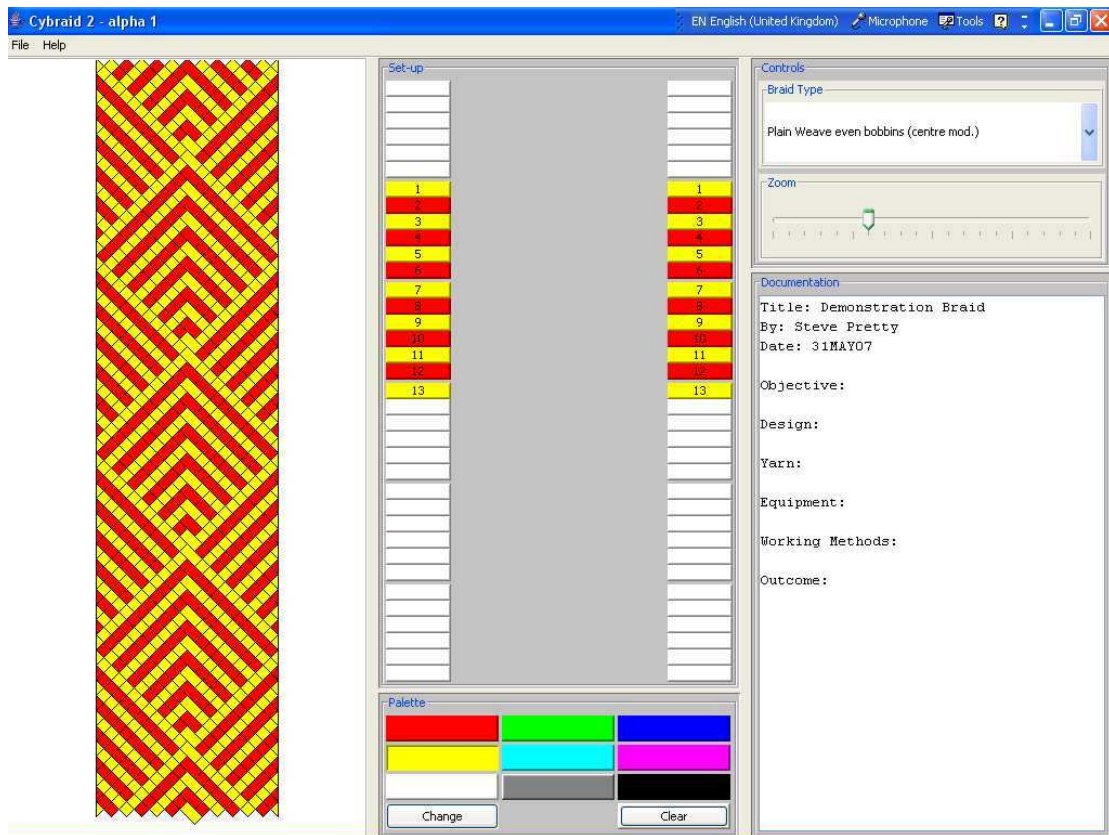 Cybraid 2 - alpha 1
EN English (United Kingdom) Microphone Tools
File Help
Set-up
1 1
2 2
3 3
4 4
5 5
6 6
7 7
8 8
9 9
10 10
11 11
12 12
13 13
Palette
Change Clear
Controls
Braid Type
Plain Weave even bobbins (centre mod.)
Zoom
Documentation
Title: Demonstration Braid
By: Steve Pretty
Date: 31MAY07
Objective:
Design:
Yarn:
Equipment:
Working Methods:
Outcome: